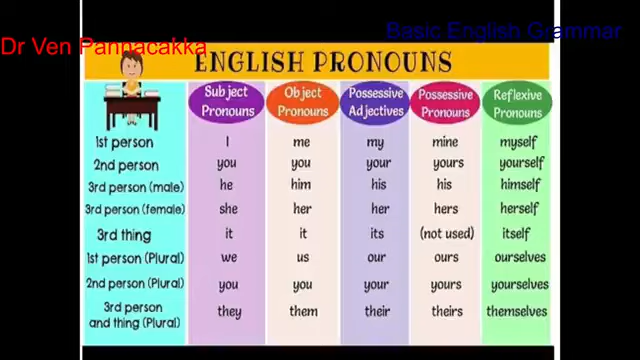 Basic English Grammar
Dr Ven Pannacakka
ENGLISH PRONOUNS
Subject Pronouns Object Pronouns Possessive Adjectives Possessive Pronouns Reflexive Pronouns
1st person I me my mine myself
2nd person you you your yours yourself
3rd person (male) he him his his himself
3rd person (female) she her her hers herself
3rd thing it it its (not used) itself
1st person (Plural) we us our ours ourselves
2nd person (Plural) you you your yours yourselves
3rd person and thing (Plural) they them their theirs themselves